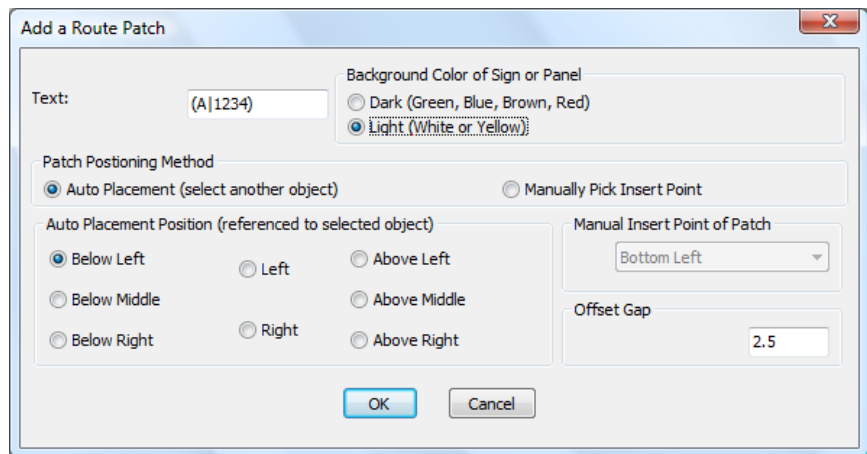 Add a Route Patch
Background Color of Sign or Panel
Text: (A|1234)
Dark (Green, Blue, Brown, Red)
Light (White or Yellow)
Patch Postioning Method
Auto Placement (select another object) Manually Pick Insert Point
Auto Placement Position (referenced to selected object)
Below Left Left Above Left
Below Middle Above Middle
Below Right Right Above Right
Manual Insert Point of Patch
Bottom Left
Offset Gap
2.5
OK Cancel